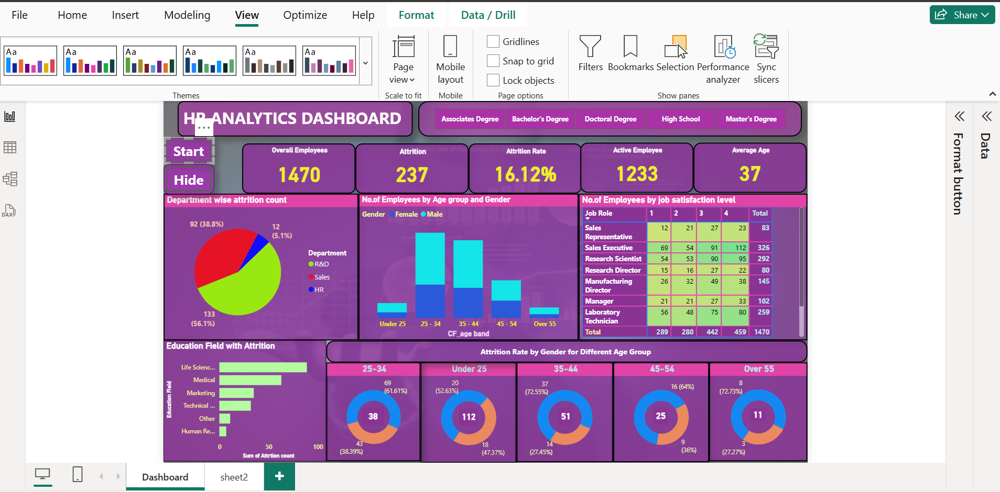 File Home Insert Modeling View Optimize Help Format Data / Drill Share
Aa Aa Aa Aa Aa Aa
Page view
Mobile layout
Gridlines
Snap to grid
Lock objects
Filters Bookmarks Selection Performance analyzer Sync slicers
Themes Scale to fit Mobile Page options Show panes
HR ANALYTICS DASHBOARD
Associates Degree Bachelor's Degree Doctoral Degree High School Master's Degree
Start
Hide
Overall Employees
1470
Attrition
237
Attrition Rate
16.12%
Active Employee
1233
Average Age
37
Department wise attrition count
92 (38.8%)
12
(5.1%)
133
(56.1%)
Department
R&D
Sales
HR
No.of Employees by Age group and Gender
Gender Female Male
Under 25 25 - 34 35 - 44 45 - 54 Over 55
CF_age band
No.of Employees by job satisfaction level
Job Role 1 2 3 4 Total
Sales Representative 12 21 27 23 83
Sales Executive 69 54 91 112 326
Research Scientist 54 53 90 95 292
Research Director 15 16 27 22 80
Manufacturing Director 26 32 49 38 145
Manager 21 21 27 33 102
Laboratory Technician 56 48 75 80 259
Total 289 280 442 459 1470
Education Field with Attrition
Education Field
Life Scienc...
Medical
Marketing
Technical ...
Other
Human Re...
0 50 100
Sum of Attrtion count
Attrition Rate by Gender for Different Age Group
25-34
69
(61.61%)
38
43
(38.39%)
Under 25
20
(52.63%)
112
18
(47.37%)
35-44
37
(72.55%)
51
14
(27.45%)
45-54
16 (64%)
25
9
(36%)
Over 55
8
(72.73%)
11
3
(27.27%)
Format button
Data
DAX
Dashboard sheet2